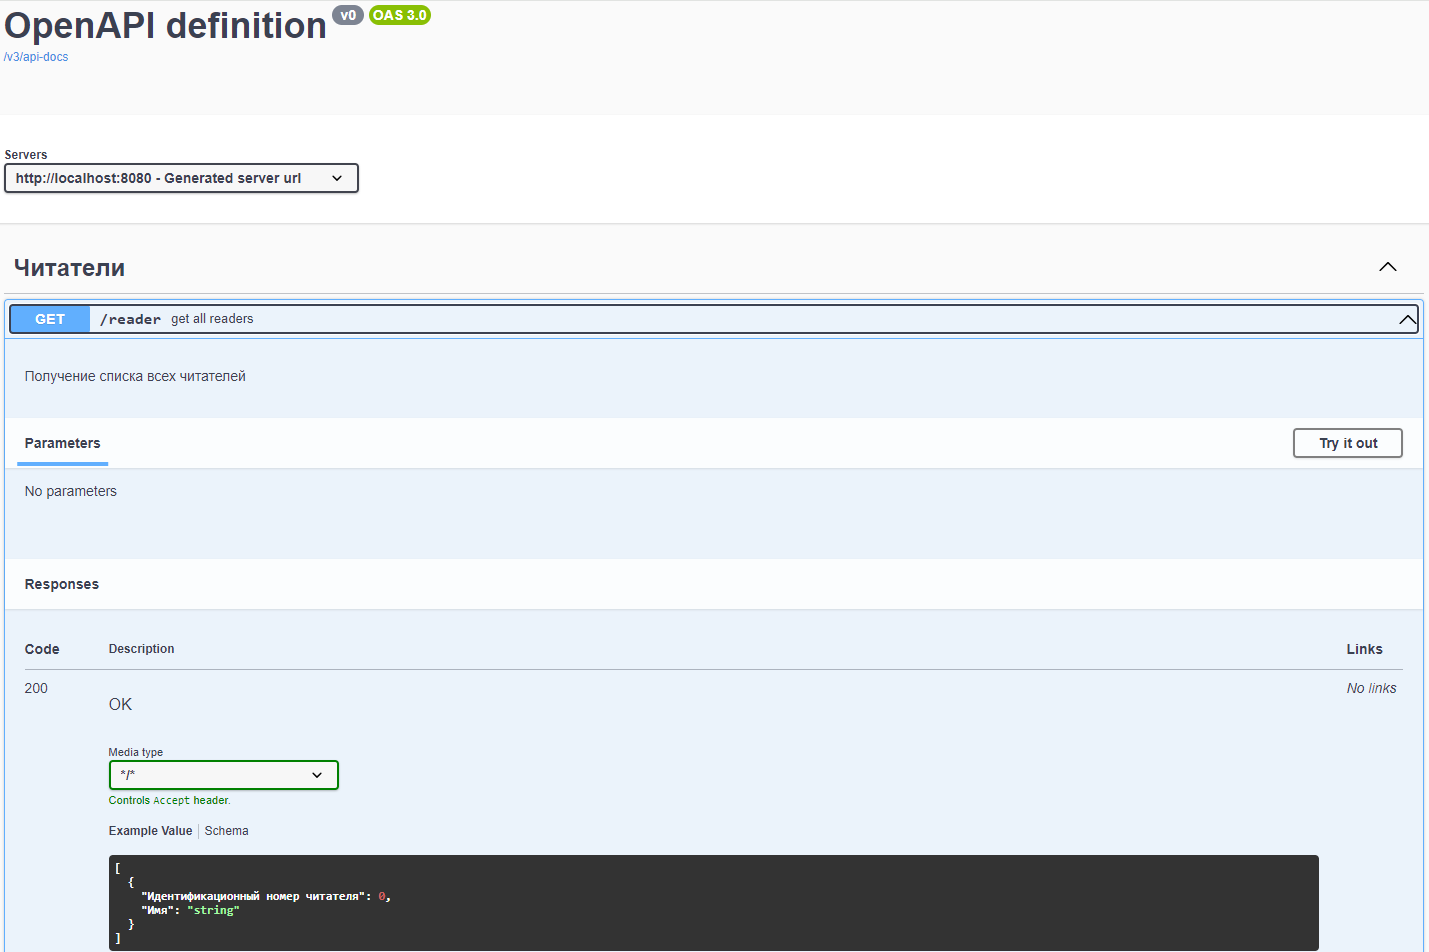 OpenAPI definition v0 OAS 3.0
/v3/api-docs
Servers
http://localhost:8080 - Generated server url
Читатели
GET /reader get all readers
Получение списка всех читателей
Parameters Try it out
No parameters
Responses
Code Description Links
200 No links
OK
Media type
*/*
Controls Accept header.
Example Value Schema
[
{
"Идентификационный номер читателя": 0,
"Имя": "string"
}
]